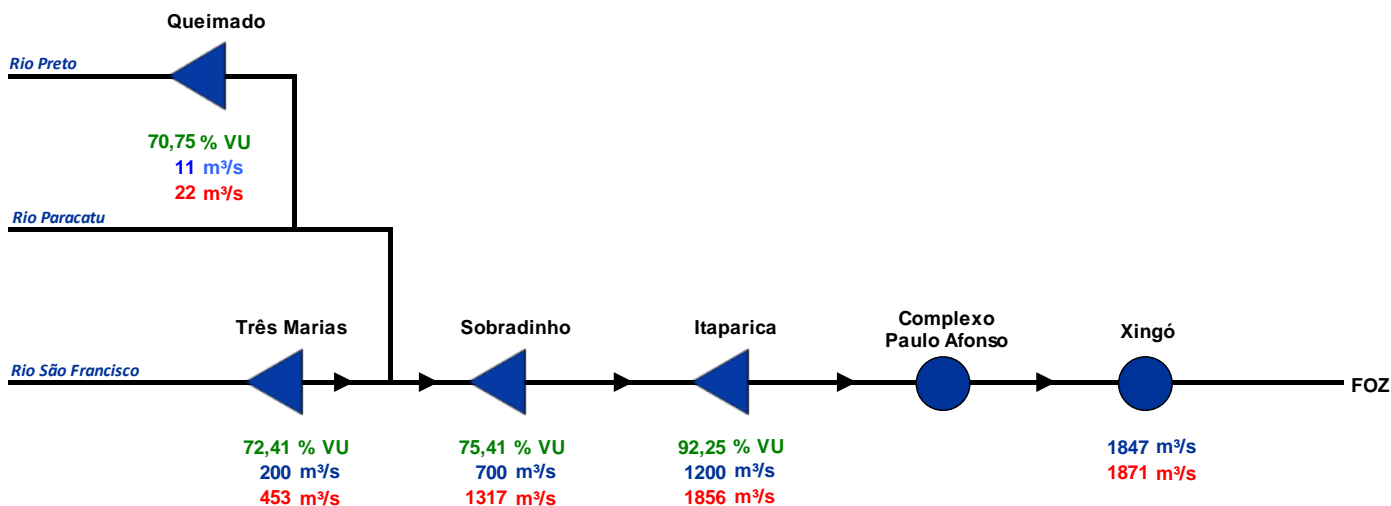 Queimado
Rio Preto
70,75 % VU
11 m³/s
22 m³/s
Rio Paracatu
Três Marias
Sobradinho
Itaparica
Complexo
Paulo Afonso
Xingó
Rio São Francisco
FOZ
72,41 % VU
200 m³/s
453 m³/s
75,41 % VU
700 m³/s
1317 m³/s
92,25 % VU
1200 m³/s
1856 m³/s
1847 m³/s
1871 m³/s